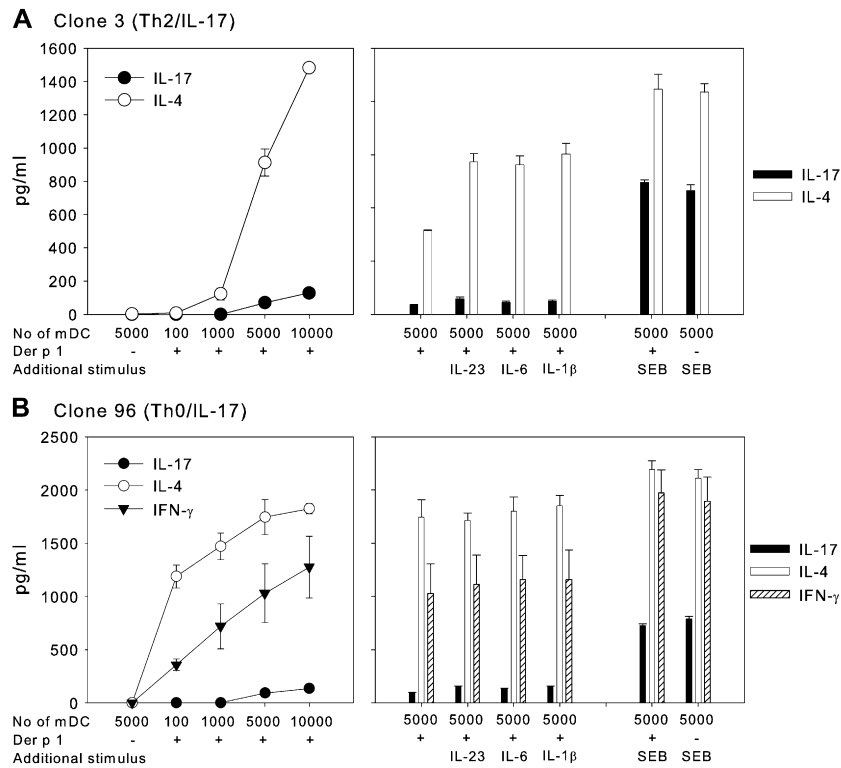 A Clone 3 (Th2/IL-17)
1600
1400
1200
1000
800
600
400
200
0
pg/ml
IL-17
IL-4
IL-17
IL-4
No of mDC 5000 100 1000 5000 10000 5000 5000 5000 5000 5000 5000
Der p 1 - + + + + + + + + + -
Additional stimulus IL-23 IL-6 IL-1β SEB SEB
B Clone 96 (Th0/IL-17)
2500
2000
1500
1000
500
0
pg/ml
IL-17
IL-4
IFN-γ
IL-17
IL-4
IFN-γ
No of mDC 5000 100 1000 5000 10000 5000 5000 5000 5000 5000 5000
Der p 1 - + + + + + + + + + -
Additional stimulus IL-23 IL-6 IL-1β SEB SEB